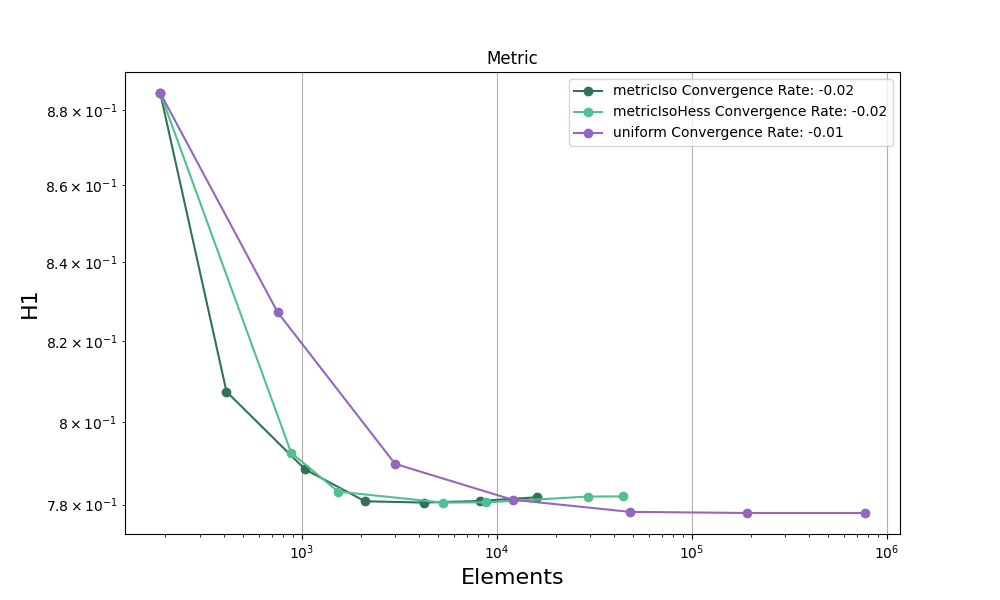 Metric
metricIso Convergence Rate: -0.02
metricIsoHess Convergence Rate: -0.02
uniform Convergence Rate: -0.01
H1
8.8 × 10⁻¹
8.6 × 10⁻¹
8.4 × 10⁻¹
8.2 × 10⁻¹
8 × 10⁻¹
7.8 × 10⁻¹
10³ 10⁴ 10⁵ 10⁶
Elements